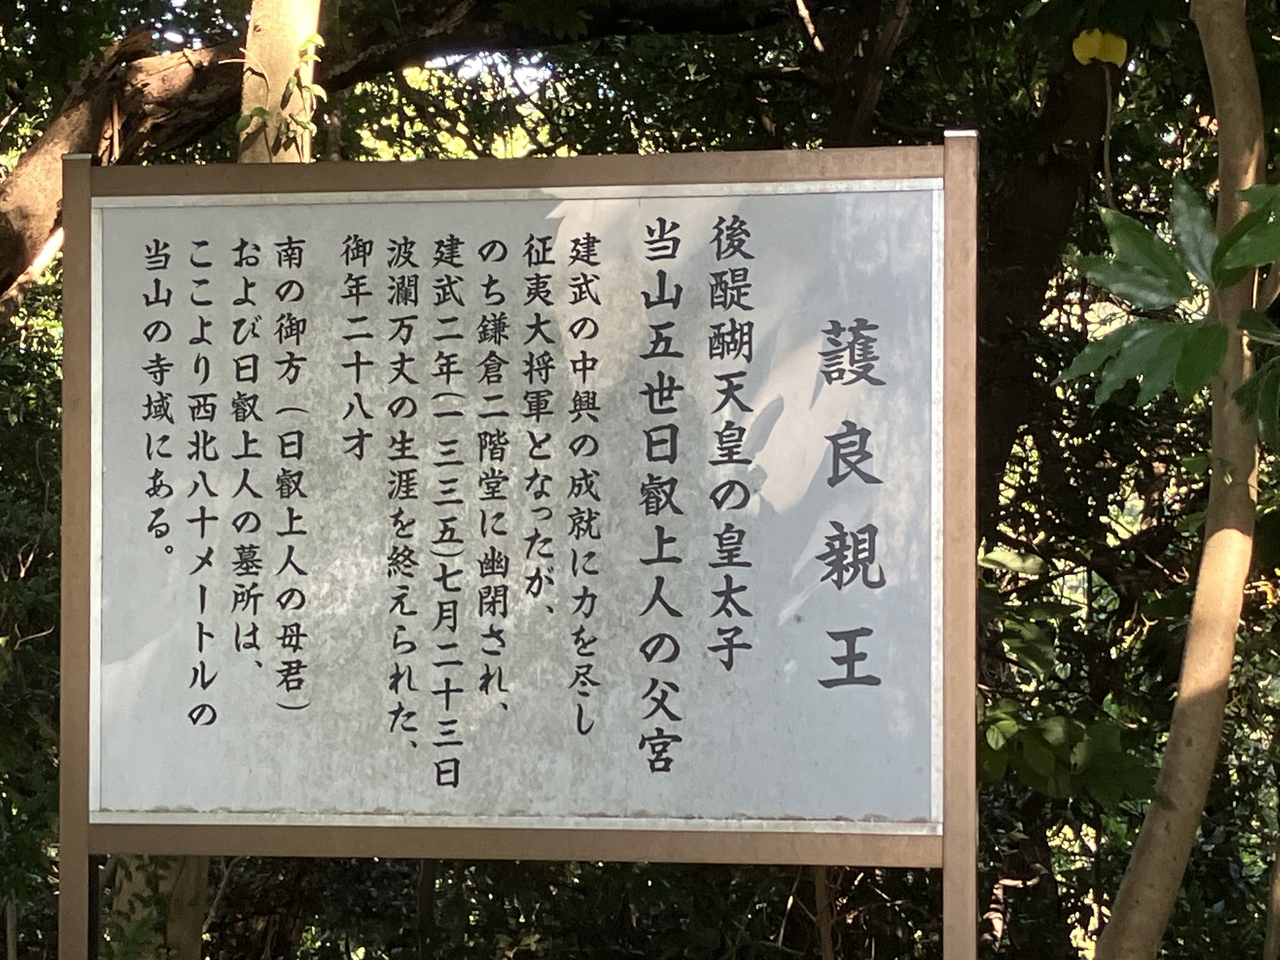 護良親王
後醍醐天皇の皇太子
当山五世日叡上人の父宮
建武の中興の成就に力を尽し
征夷大将軍となったが、
のち鎌倉二階堂に幽閉され、
建武二年(一三三五)七月二十三日
波瀾万丈の生涯を終えられた、
御年二十八才
南の御方(日叡上人の母君)
および日叡上人の墓所は、
ここより西北八十メートルの
当山の寺域にある。